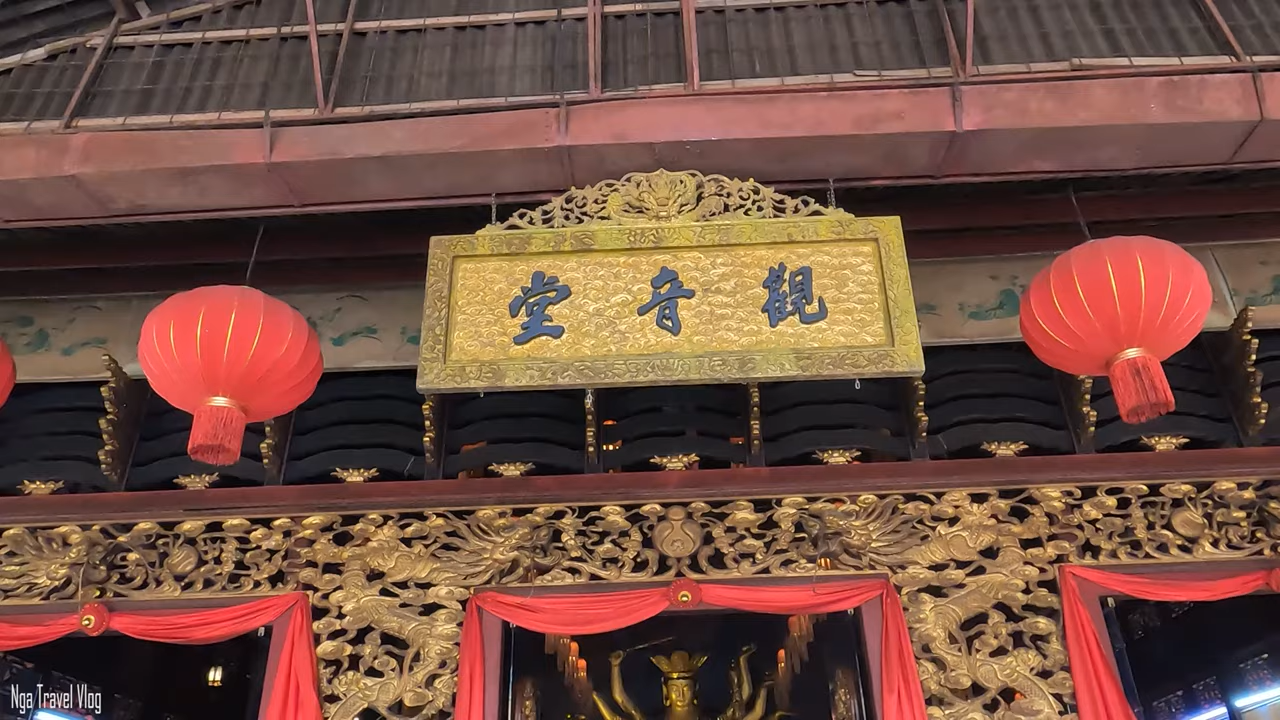 觀音堂
Nga Travel Vlog